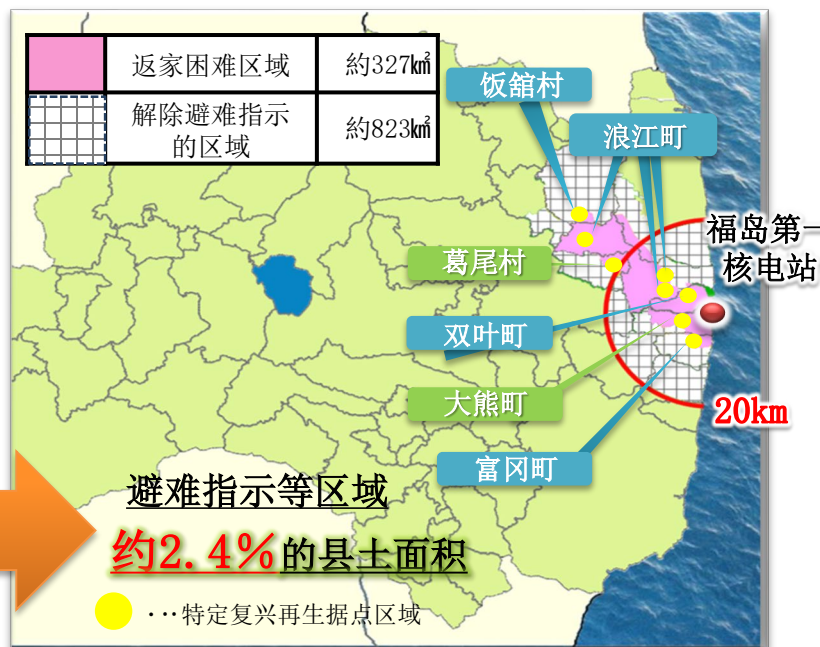 返家困难区域 約327㎢
解除避难指示
的区域 約823㎢
饭舘村
浪江町
福岛第一
核电站
葛尾村
双叶町
大熊町
20km
富冈町
避难指示等区域
约2.4%的县土面积
···特定复兴再生据点区域